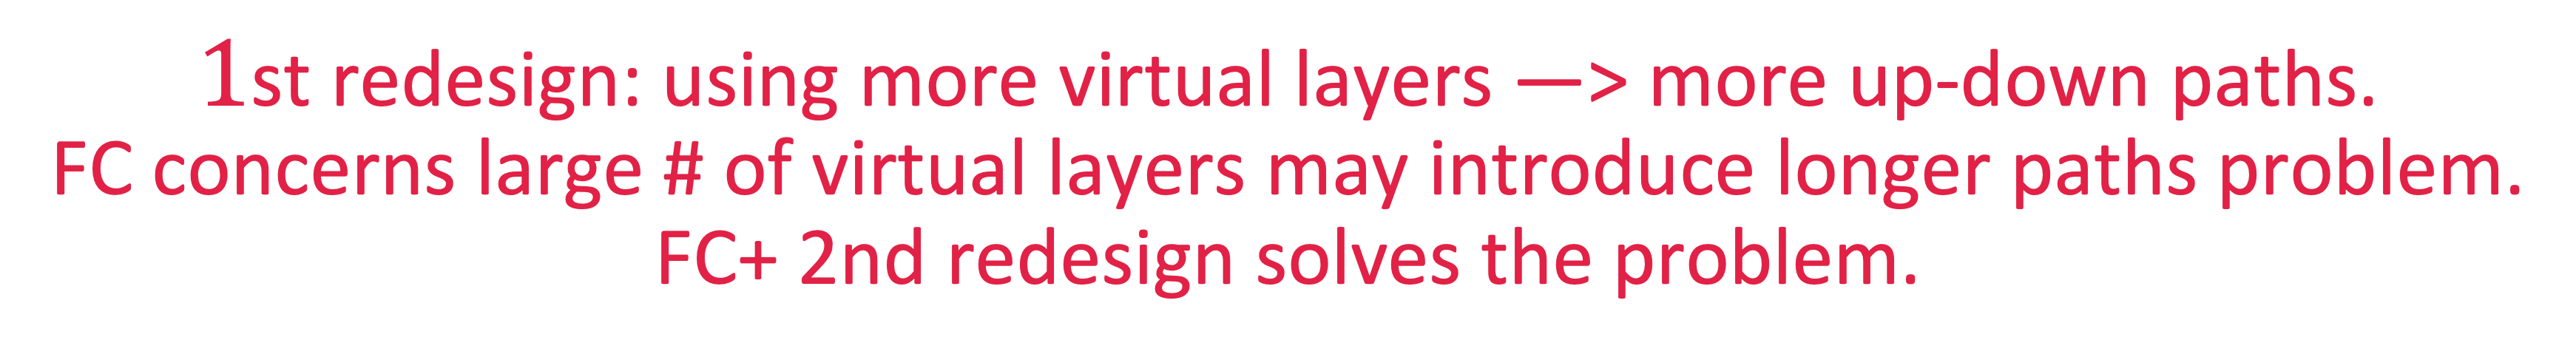 1st redesign: using more virtual layers —> more up-down paths.
FC concerns large # of virtual layers may introduce longer paths problem.
FC+ 2nd redesign solves the problem.